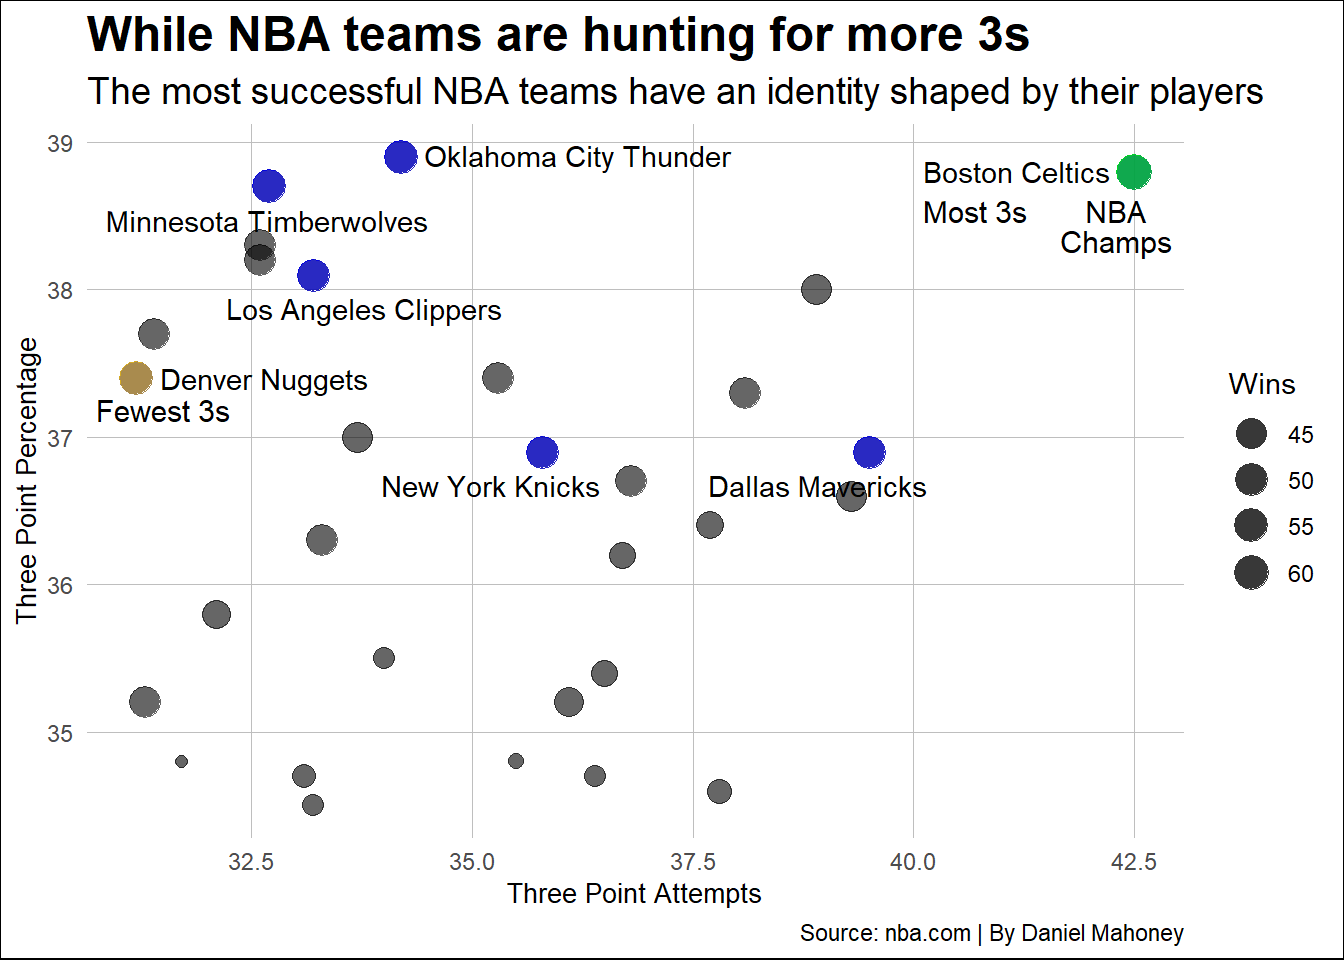 While NBA teams are hunting for more 3s
The most successful NBA teams have an identity shaped by their players
39
38
37
36
35
Three Point Percentage
Oklahoma City Thunder
Boston Celtics
Most 3s
NBA
Champs
Minnesota Timberwolves
Los Angeles Clippers
Denver Nuggets
Fewest 3s
New York Knicks
Dallas Mavericks
Wins
45
50
55
60
32.5
35.0
37.5
40.0
42.5
Three Point Attempts
Source: nba.com | By Daniel Mahoney